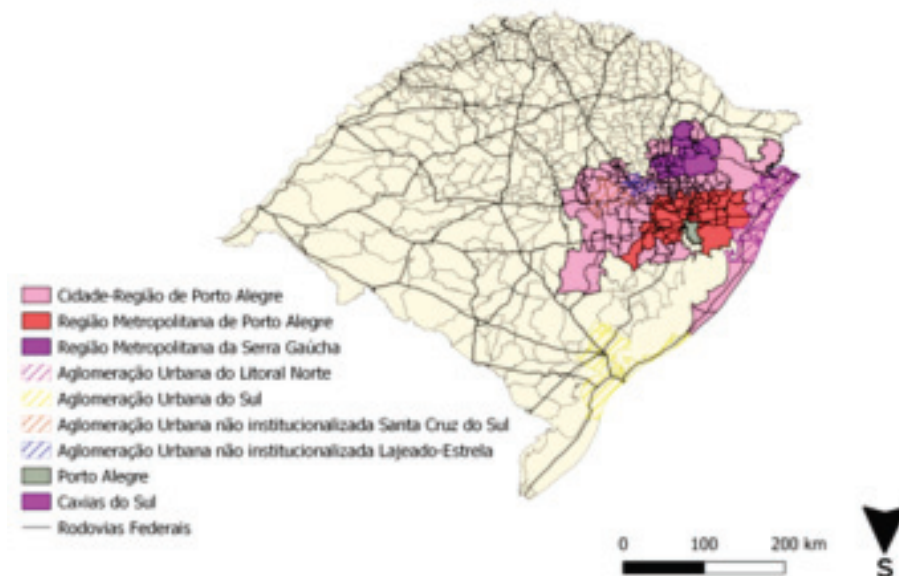 Cidade-Região de Porto Alegre
Região Metropolitana de Porto Alegre
Região Metropolitana da Serra Gaúcha
Aglomeração Urbana do Litoral Norte
Aglomeração Urbana do Sul
Aglomeração Urbana não institucionalizada Santa Cruz do Sul
Aglomeração Urbana não institucionalizada Lajeado-Estrela
Porto Alegre
Caxias do Sul
Rodovias Federais
0 100 200 km
S